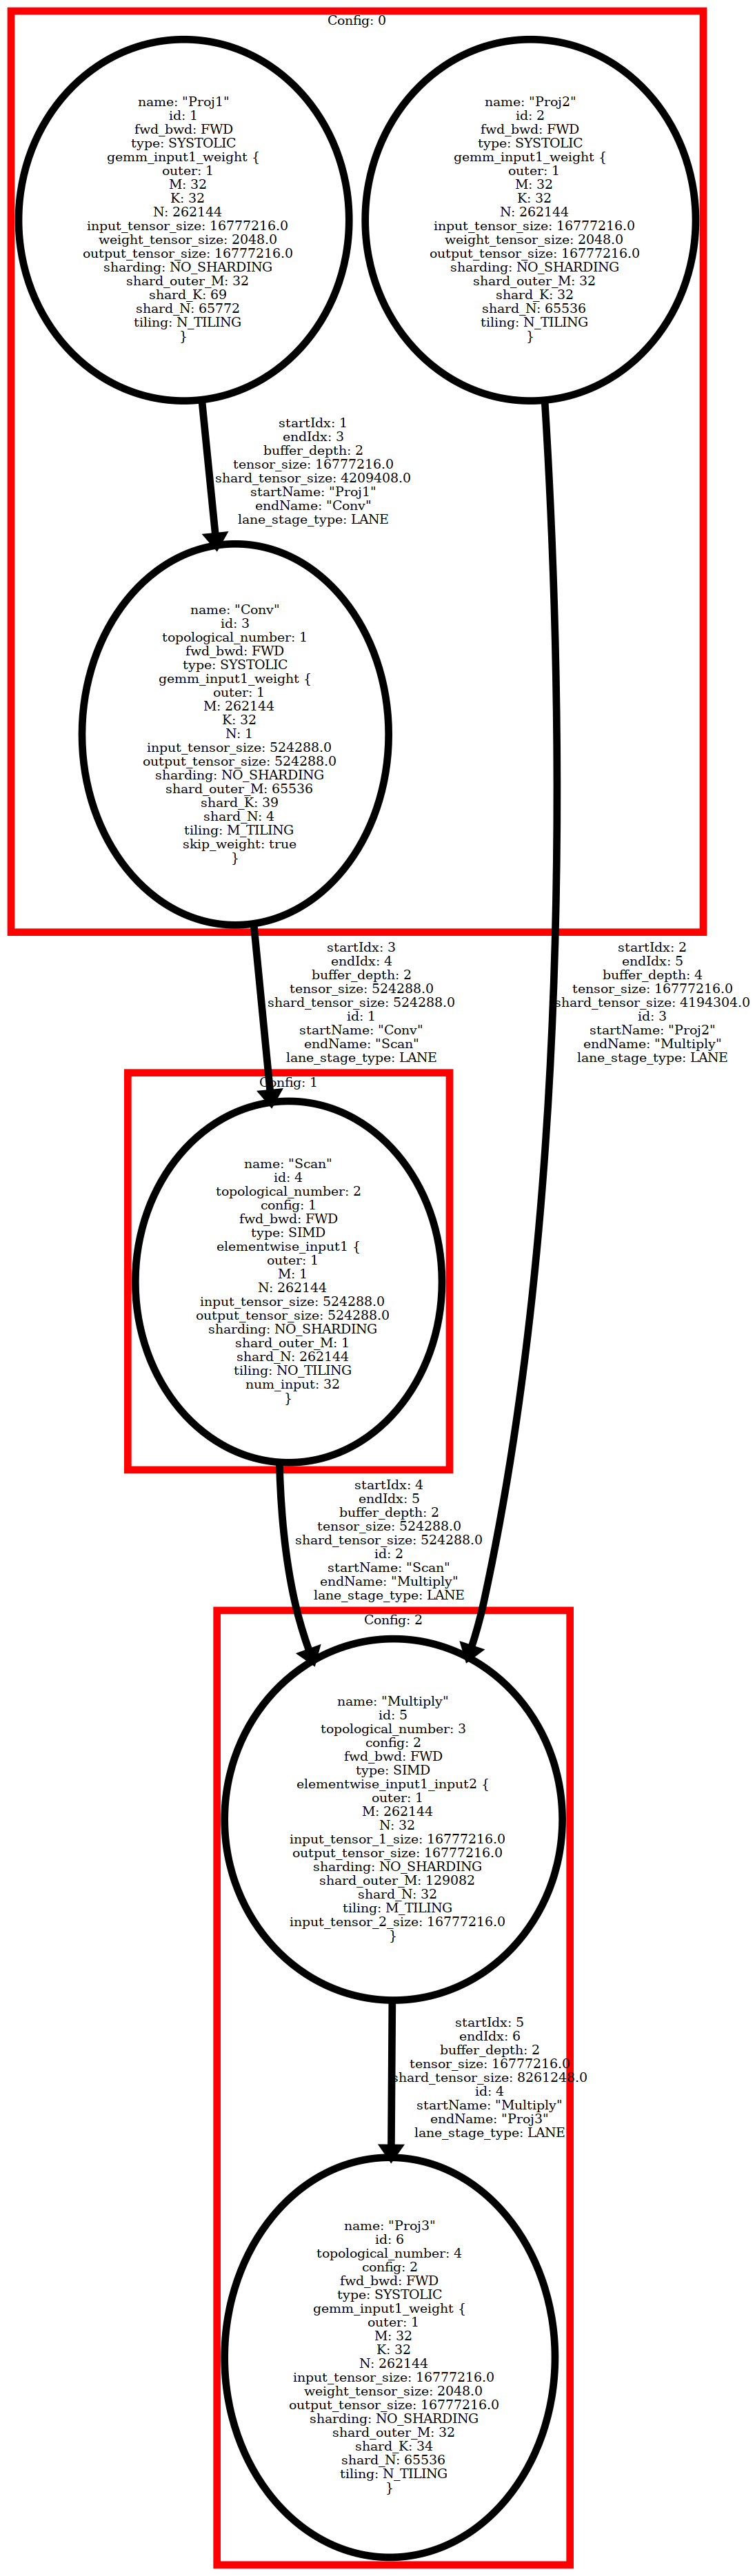 Config: 0
name: "Proj1"
id: 1
fwd_bwd: FWD
type: SYSTOLIC
gemm_input1_weight {
outer: 1
M: 32
K: 32
N: 262144
input_tensor_size: 16777216.0
weight_tensor_size: 2048.0
output_tensor_size: 16777216.0
sharding: NO_SHARDING
shard_outer_M: 32
shard_K: 69
shard_N: 65772
tiling: N_TILING
}
name: "Proj2"
id: 2
fwd_bwd: FWD
type: SYSTOLIC
gemm_input1_weight {
outer: 1
M: 32
K: 32
N: 262144
input_tensor_size: 16777216.0
weight_tensor_size: 2048.0
output_tensor_size: 16777216.0
sharding: NO_SHARDING
shard_outer_M: 32
shard_K: 32
shard_N: 65536
tiling: N_TILING
}
startIdx: 1
endIdx: 3
buffer_depth: 2
tensor_size: 16777216.0
shard_tensor_size: 4209408.0
startName: "Proj1"
endName: "Conv"
lane_stage_type: LANE
name: "Conv"
id: 3
topological_number: 1
fwd_bwd: FWD
type: SYSTOLIC
gemm_input1_weight {
outer: 1
M: 262144
K: 32
N: 1
input_tensor_size: 524288.0
output_tensor_size: 524288.0
sharding: NO_SHARDING
shard_outer_M: 65536
shard_K: 39
shard_N: 4
tiling: M_TILING
skip_weight: true
}
startIdx: 3
endIdx: 4
buffer_depth: 2
tensor_size: 524288.0
shard_tensor_size: 524288.0
id: 1
startName: "Conv"
endName: "Scan"
lane_stage_type: LANE
startIdx: 2
endIdx: 5
buffer_depth: 4
tensor_size: 16777216.0
shard_tensor_size: 4194304.0
id: 3
startName: "Proj2"
endName: "Multiply"
lane_stage_type: LANE
Config: 1
name: "Scan"
id: 4
topological_number: 2
config: 1
fwd_bwd: FWD
type: SIMD
elementwise_input1 {
outer: 1
M: 1
N: 262144
input_tensor_size: 524288.0
output_tensor_size: 524288.0
sharding: NO_SHARDING
shard_outer_M: 1
shard_N: 262144
tiling: NO_TILING
num_input: 32
}
startIdx: 4
endIdx: 5
buffer_depth: 2
tensor_size: 524288.0
shard_tensor_size: 524288.0
id: 2
startName: "Scan"
endName: "Multiply"
lane_stage_type: LANE
Config: 2
name: "Multiply"
id: 5
topological_number: 3
config: 2
fwd_bwd: FWD
type: SIMD
elementwise_input1_input2 {
outer: 1
M: 262144
N: 32
input_tensor_1_size: 16777216.0
output_tensor_size: 16777216.0
sharding: NO_SHARDING
shard_outer_M: 129082
shard_N: 32
tiling: M_TILING
input_tensor_2_size: 16777216.0
}
startIdx: 5
endIdx: 6
buffer_depth: 2
tensor_size: 16777216.0
shard_tensor_size: 8261248.0
id: 4
startName: "Multiply"
endName: "Proj3"
lane_stage_type: LANE
name: "Proj3"
id: 6
topological_number: 4
config: 2
fwd_bwd: FWD
type: SYSTOLIC
gemm_input1_weight {
outer: 1
M: 32
K: 32
N: 262144
input_tensor_size: 16777216.0
weight_tensor_size: 2048.0
output_tensor_size: 16777216.0
sharding: NO_SHARDING
shard_outer_M: 32
shard_K: 34
shard_N: 65536
tiling: N_TILING
}